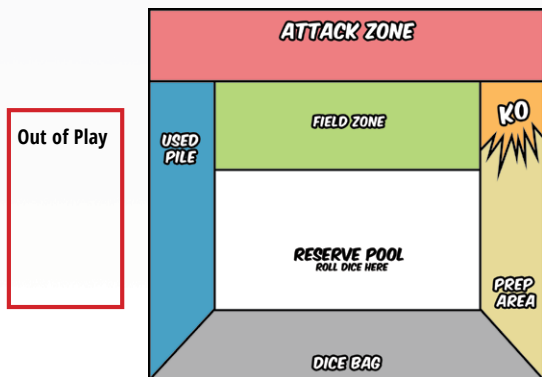 ATTACK ZONE
Out of Play
USED
PILE
FIELD ZONE
KO
RESERVE POOL
ROLL DICE HERE
PREP
AREA
DICE BAG